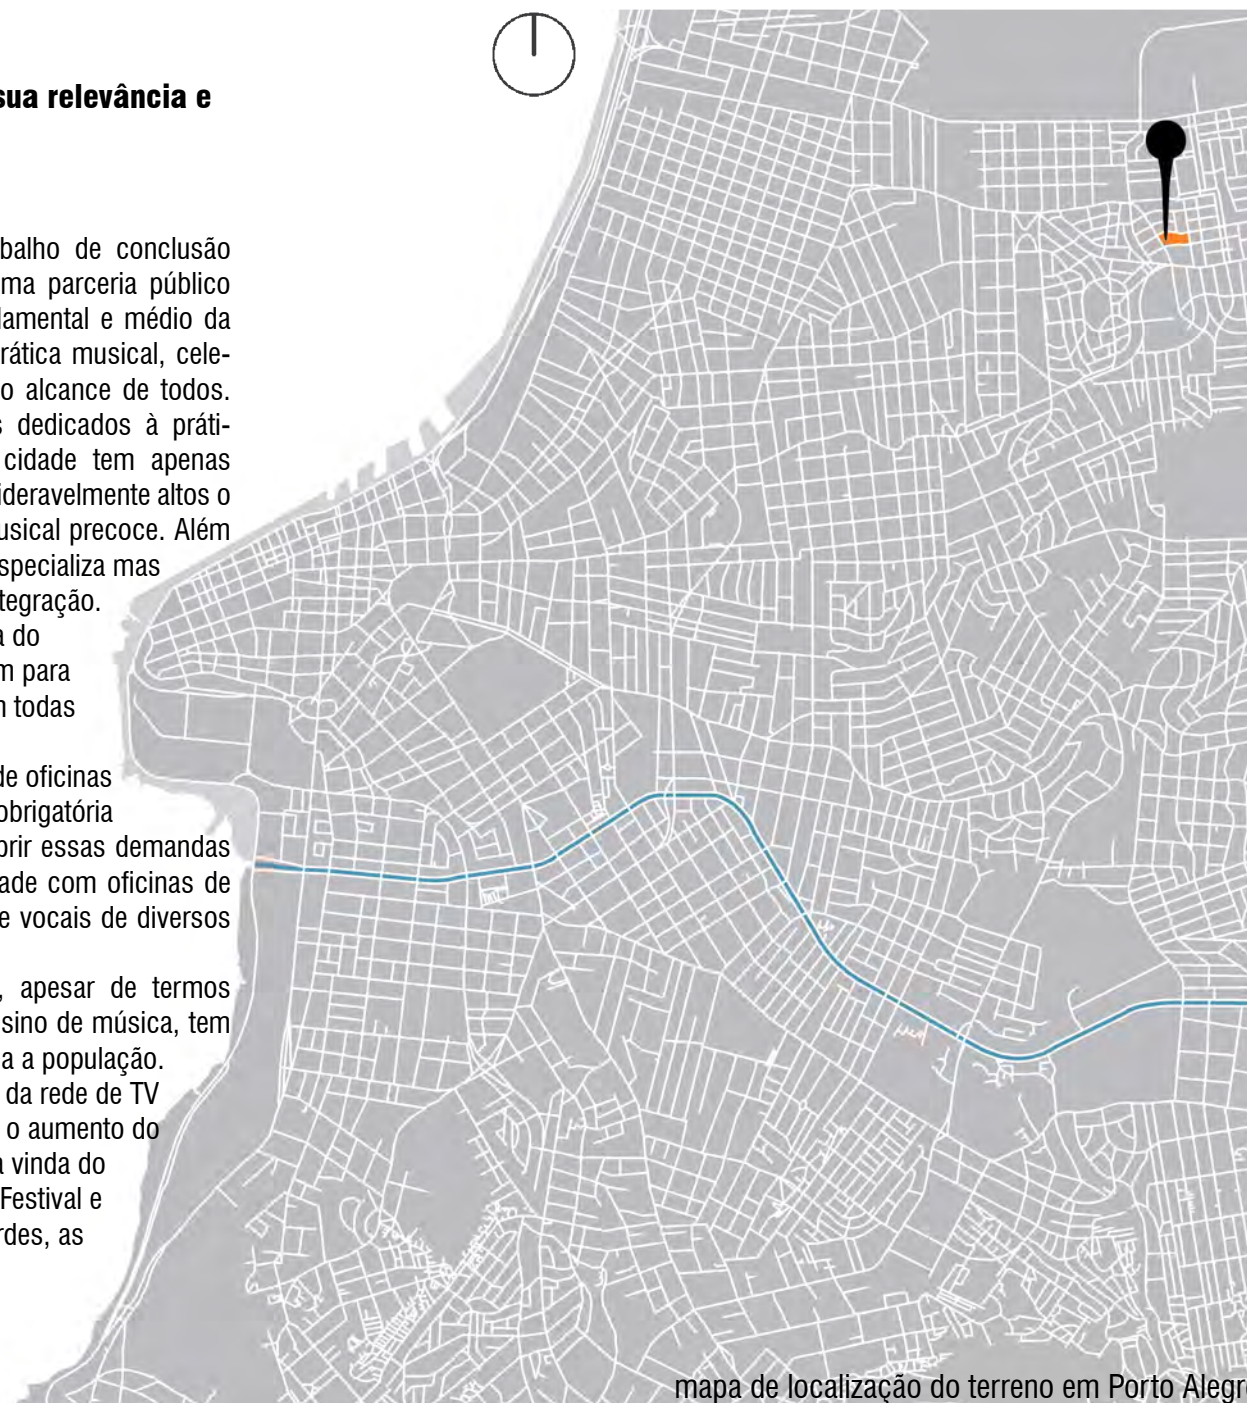 sua relevância e
balho de conclusão
ma parceria público
lamental e médio da
rática musical, cele-
o alcance de todos.
s dedicados à práti-
cidade tem apenas
ideravelmente altos o
usical precoce. Além
specializa mas
tegração.
a do
m para
n todas
de oficinas
obrigatória
brir essas demandas
ade com oficinas de
e vocais de diversos
, apesar de termos
sino de música, tem
a a população.
da rede de TV
o aumento do
a vinda do
Festival e
rdes, as
mapa de localização do terreno em Porto Alegre